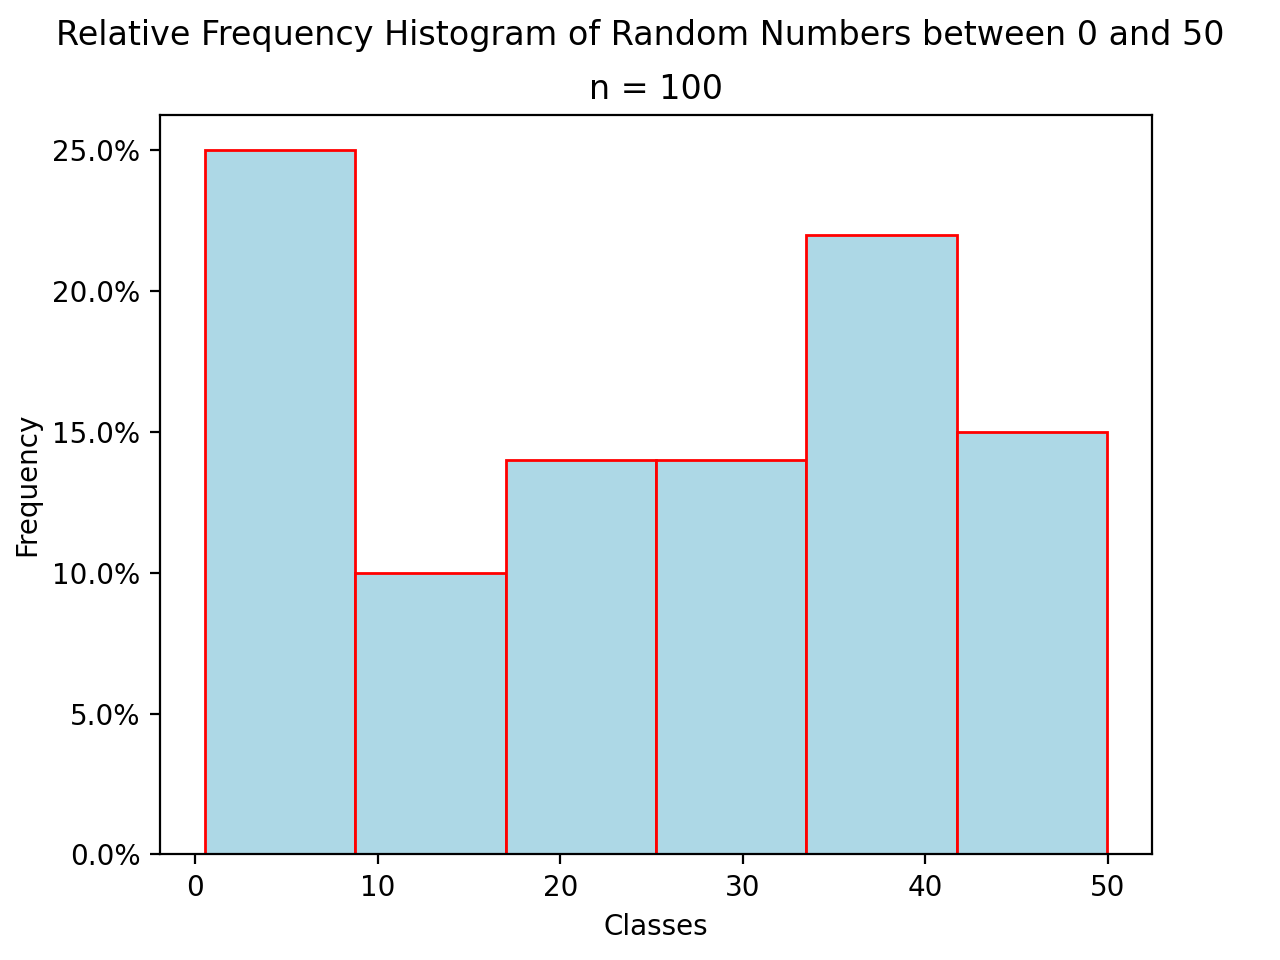 Relative Frequency Histogram of Random Numbers between 0 and 50
n = 100
25.0%
20.0%
15.0%
10.0%
5.0%
0.0%
Frequency
0 10 20 30 40 50
Classes